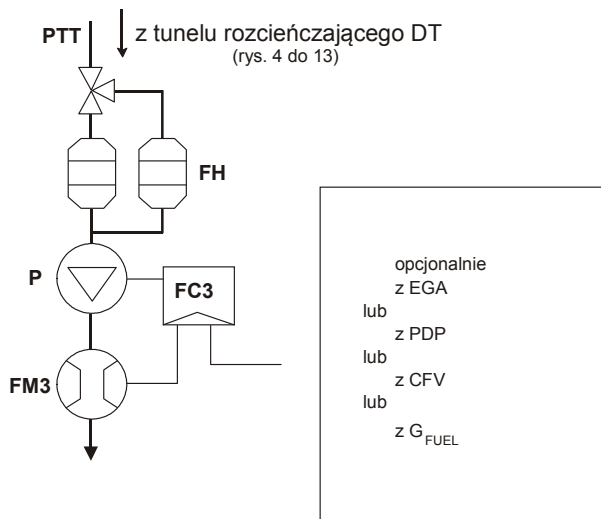 PTT
z tunelu rozcieńczającego DT
(rys. 4 do 13)
FH
P
FC3
FM3
opcjonalnie
z EGA
lub
z PDP
lub
z CFV
lub
z GFUEL